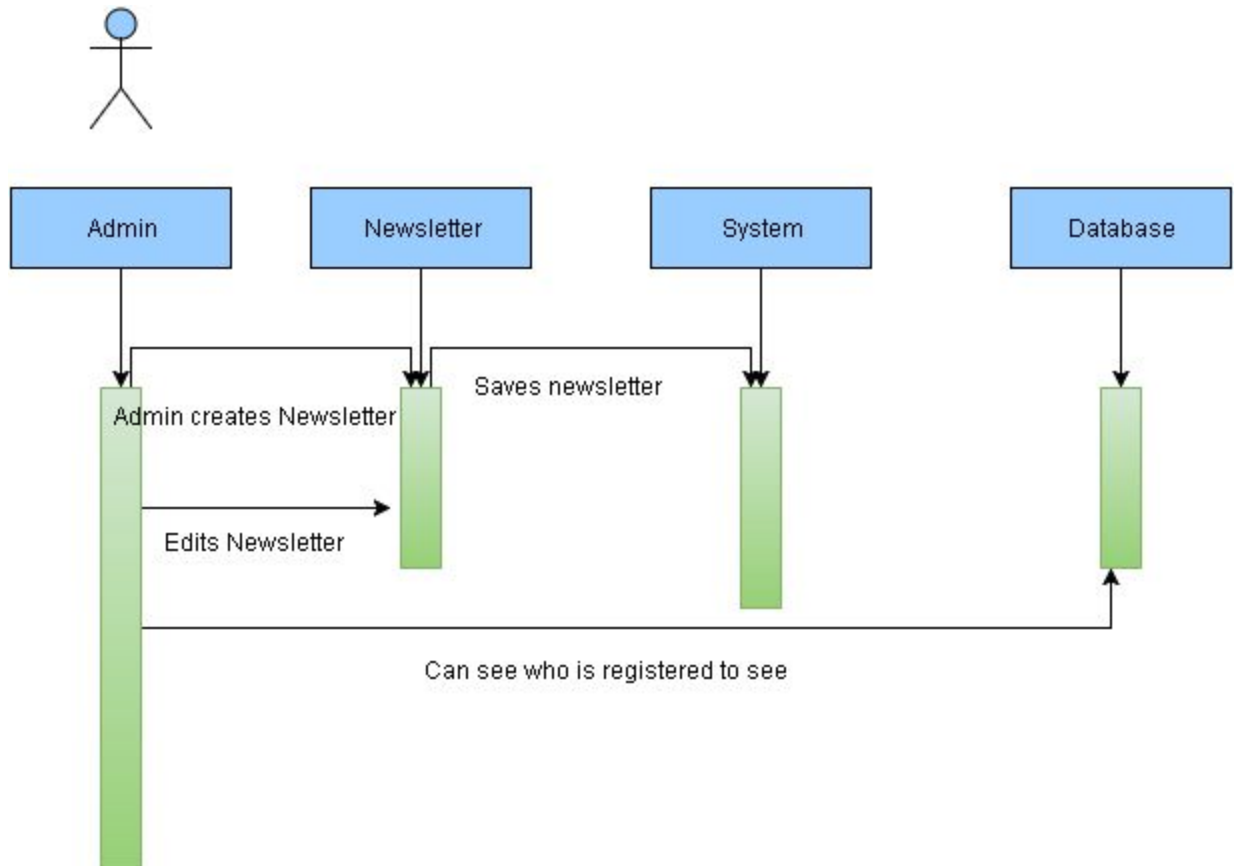 Admin
Newsletter
System
Database
Saves newsletter
Admin creates Newsletter
Edits Newsletter
Can see who is registered to see